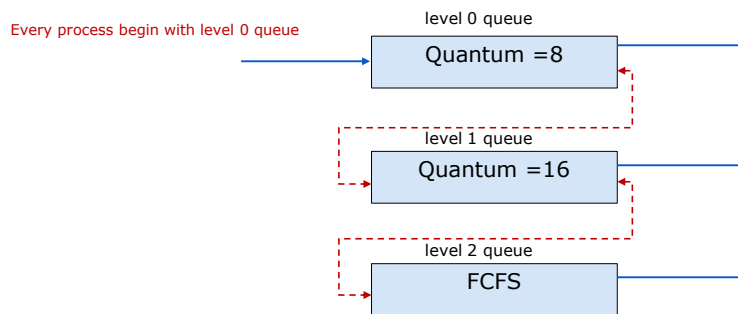 level 0 queue
Every process begin with level 0 queue
Quantum =8
level 1 queue
Quantum =16
level 2 queue
FCFS